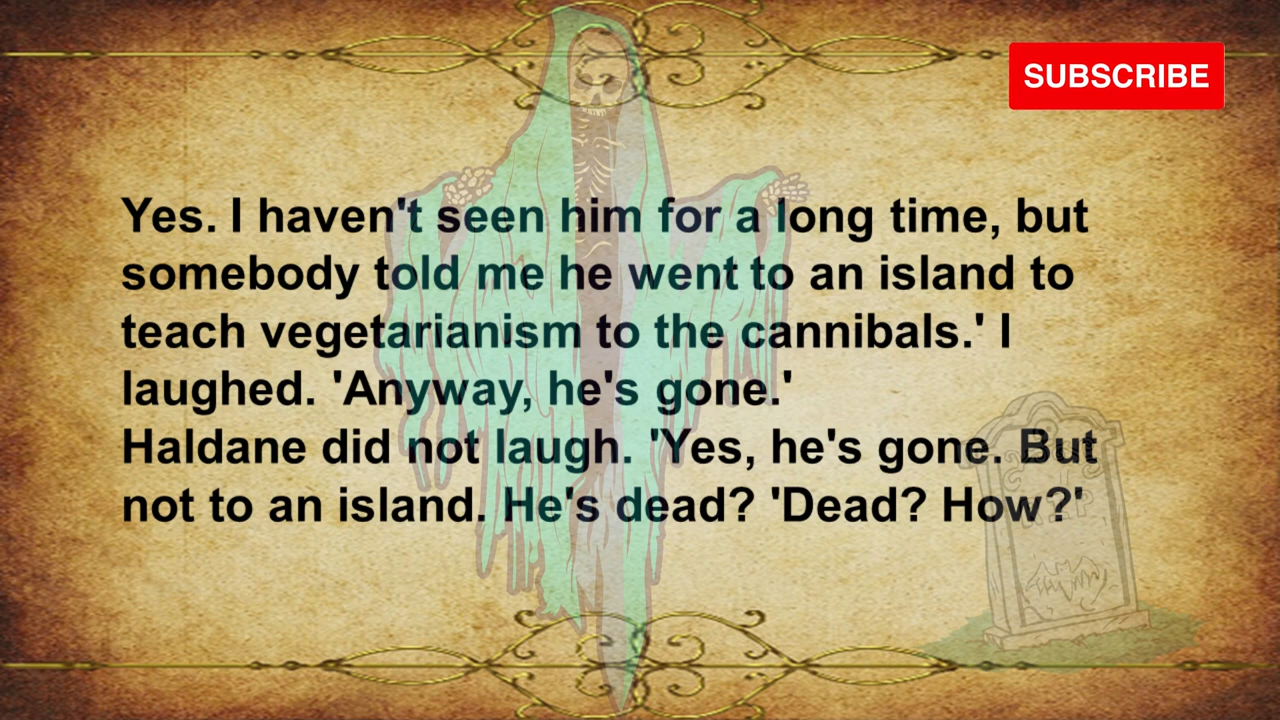 SUBSCRIBE
Yes. I haven't seen him for a long time, but
somebody told me he went to an island to
teach vegetarianism to the cannibals.' I
laughed. 'Anyway, he's gone.'
Haldane did not laugh. 'Yes, he's gone. But
not to an island. He's dead? 'Dead? How?'
RIP